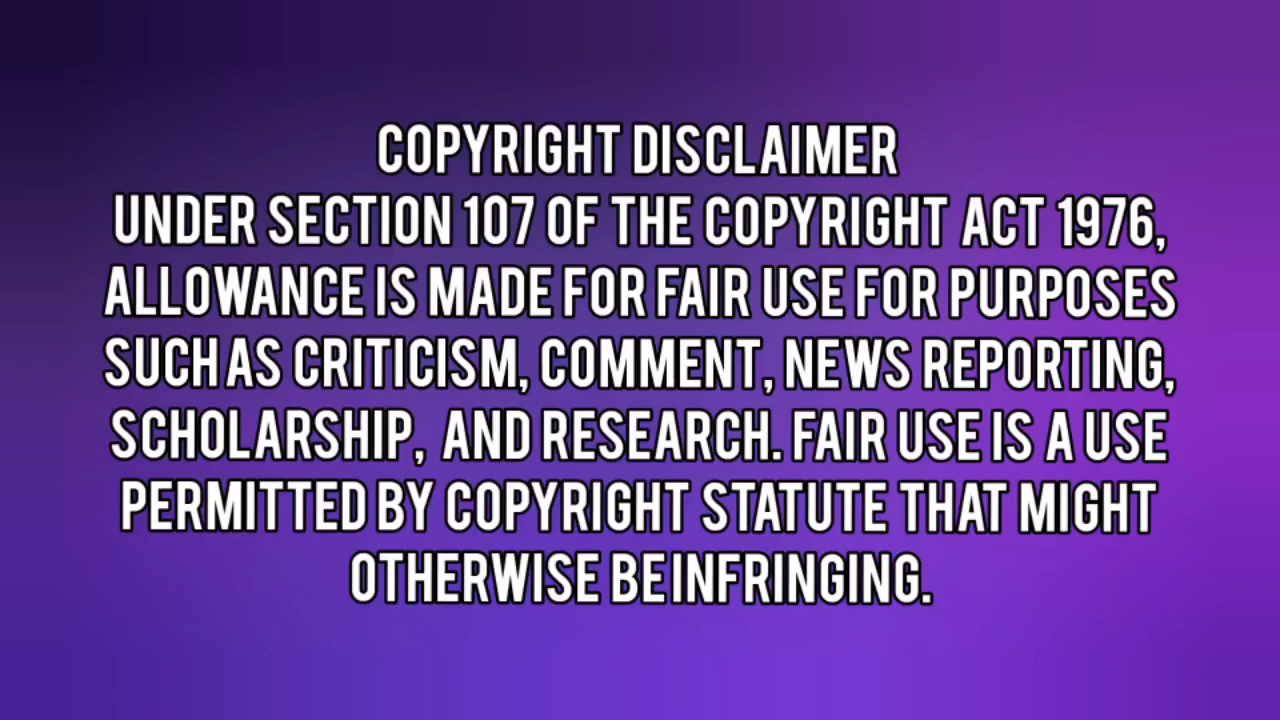 COPYRIGHT DISCLAIMER
UNDER SECTION 107 OF THE COPYRIGHT ACT 1976,
ALLOWANCE IS MADE FOR FAIR USE FOR PURPOSES
SUCH AS CRITICISM, COMMENT, NEWS REPORTING,
SCHOLARSHIP, AND RESEARCH. FAIR USE IS A USE
PERMITTED BY COPYRIGHT STATUTE THAT MIGHT
OTHERWISE BE INFRINGING.